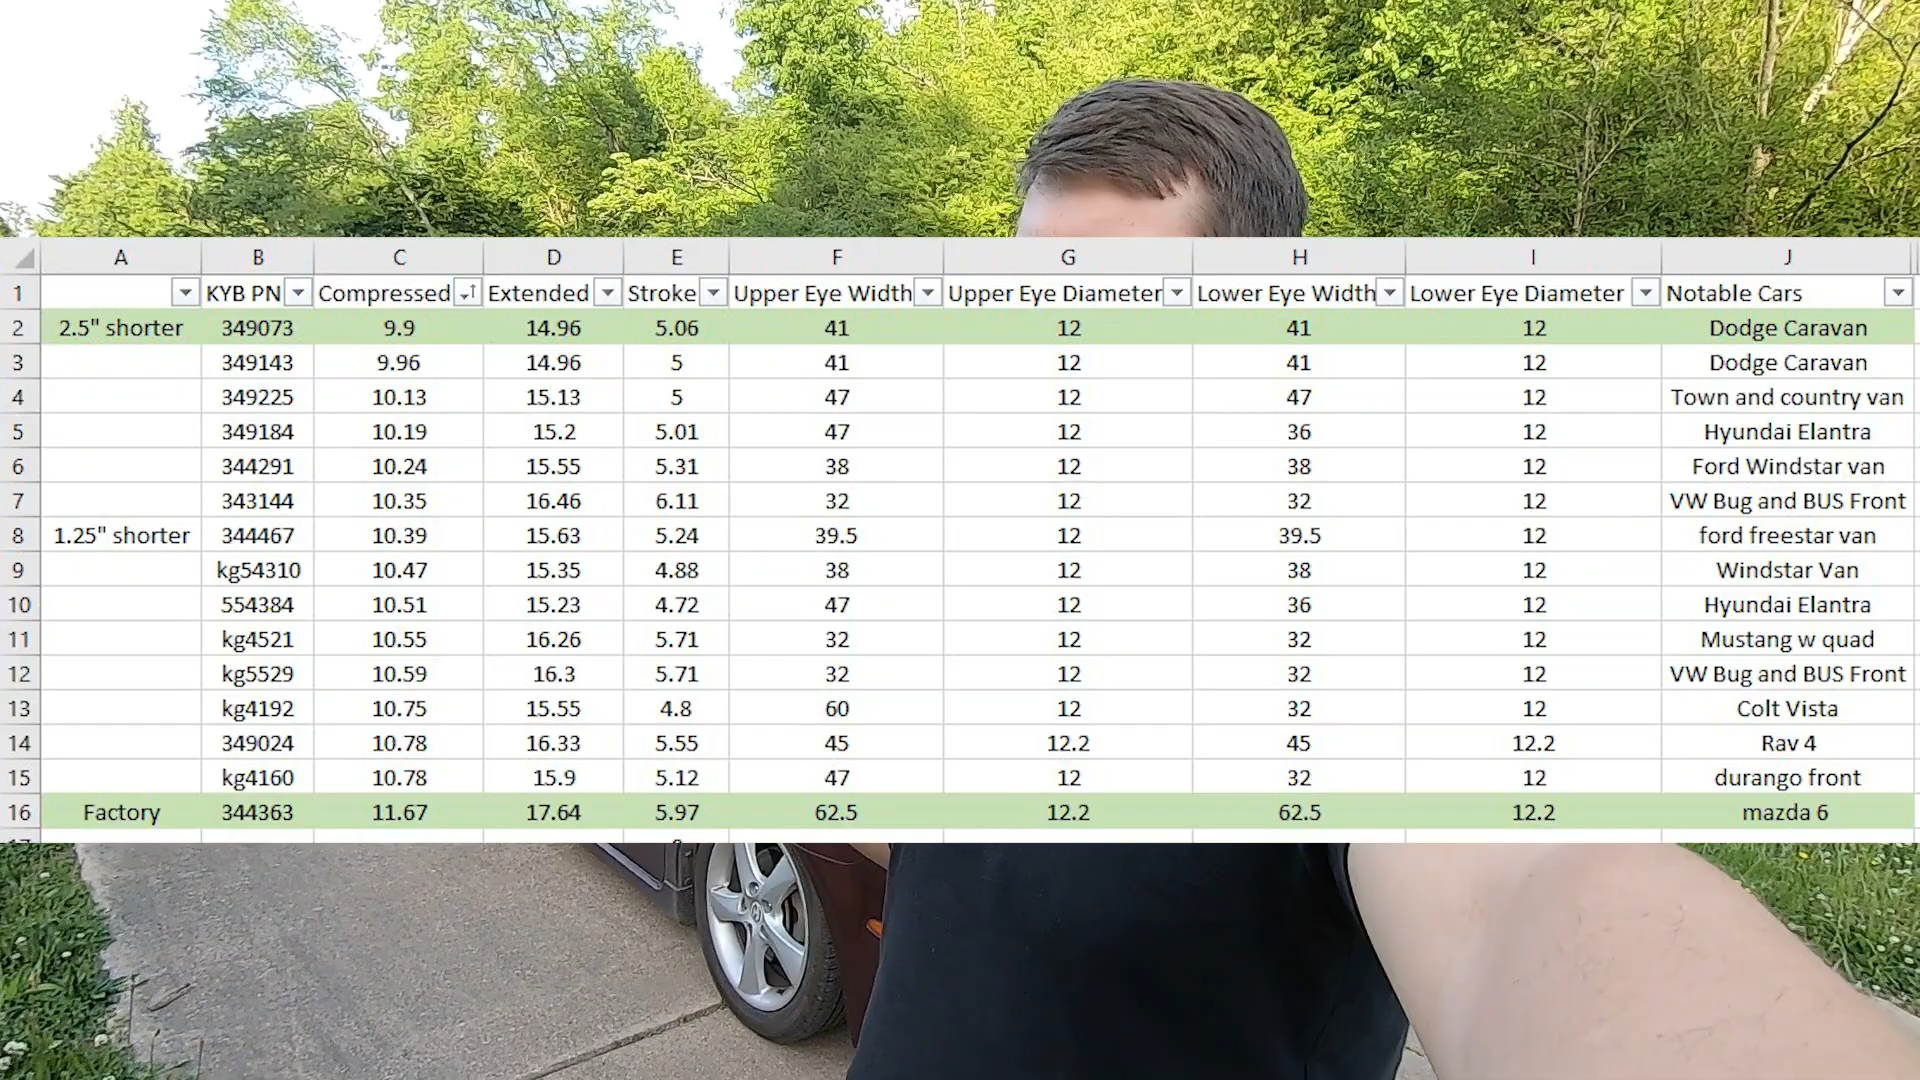 A B C D E F G H I J
1 KYB PN Compressed Extended Stroke Upper Eye Width Upper Eye Diameter Lower Eye Width Lower Eye Diameter Notable Cars
2 2.5" shorter 349073 9.9 14.96 5.06 41 12 41 12 Dodge Caravan
3 349143 9.96 14.96 5 41 12 41 12 Dodge Caravan
4 349225 10.13 15.13 5 47 12 47 12 Town and country van
5 349184 10.19 15.2 5.01 47 12 36 12 Hyundai Elantra
6 344291 10.24 15.55 5.31 38 12 38 12 Ford Windstar van
7 343144 10.35 16.46 6.11 32 12 32 12 VW Bug and BUS Front
8 1.25" shorter 344467 10.39 15.63 5.24 39.5 12 39.5 12 ford freestar van
9 kg54310 10.47 15.35 4.88 38 12 38 12 Windstar Van
10 554384 10.51 15.23 4.72 47 12 36 12 Hyundai Elantra
11 kg4521 10.55 16.26 5.71 32 12 32 12 Mustang w quad
12 kg5529 10.59 16.3 5.71 32 12 32 12 VW Bug and BUS Front
13 kg4192 10.75 15.55 4.8 60 12 32 12 Colt Vista
14 349024 10.78 16.33 5.55 45 12.2 45 12.2 Rav 4
15 kg4160 10.78 15.9 5.12 47 12 32 12 durango front
16 Factory 344363 11.67 17.64 5.97 62.5 12.2 62.5 12.2 mazda 6